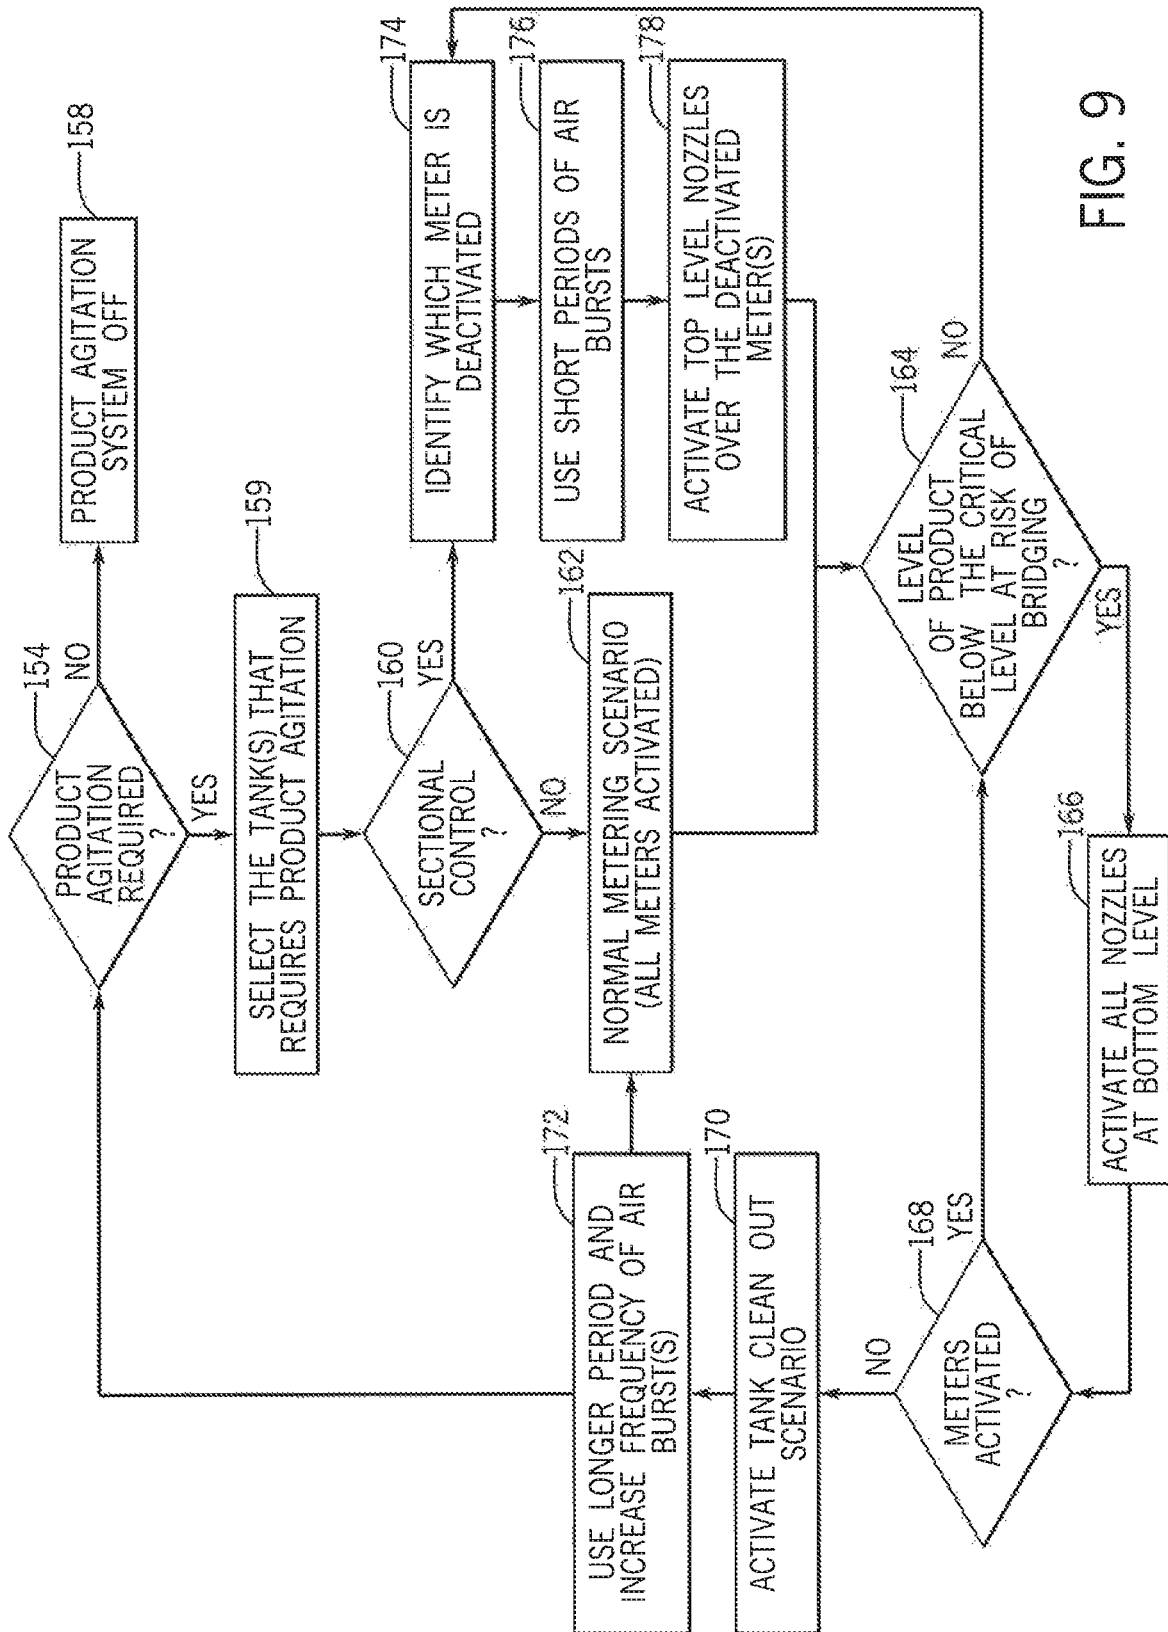 PRODUCT
AGITATION
REQUIRED
?
154
NO
YES
PRODUCT AGITATION
SYSTEM OFF
158
SELECT THE TANK(S) THAT
REQUIRES PRODUCT AGITATION
159
SECTIONAL
CONTROL
?
160
YES
NO
IDENTIFY WHICH METER IS
DEACTIVATED
174
USE SHORT PERIODS OF AIR
BURSTS
176
ACTIVATE TOP LEVEL NOZZLES
OVER THE DEACTIVATED
METER(S)
178
NORMAL METERING SCENARIO
(ALL METERS ACTIVATED)
162
USE LONGER PERIOD AND
INCREASE FREQUENCY OF AIR
BURST(S)
172
ACTIVATE TANK CLEAN OUT
SCENARIO
170
METERS
ACTIVATED
?
168
NO
YES
LEVEL
OF PRODUCT
BELOW THE CRITICAL
LEVEL AT RISK OF
BRIDGING
?
164
NO
YES
ACTIVATE ALL NOZZLES
AT BOTTOM LEVEL
166
FIG. 9